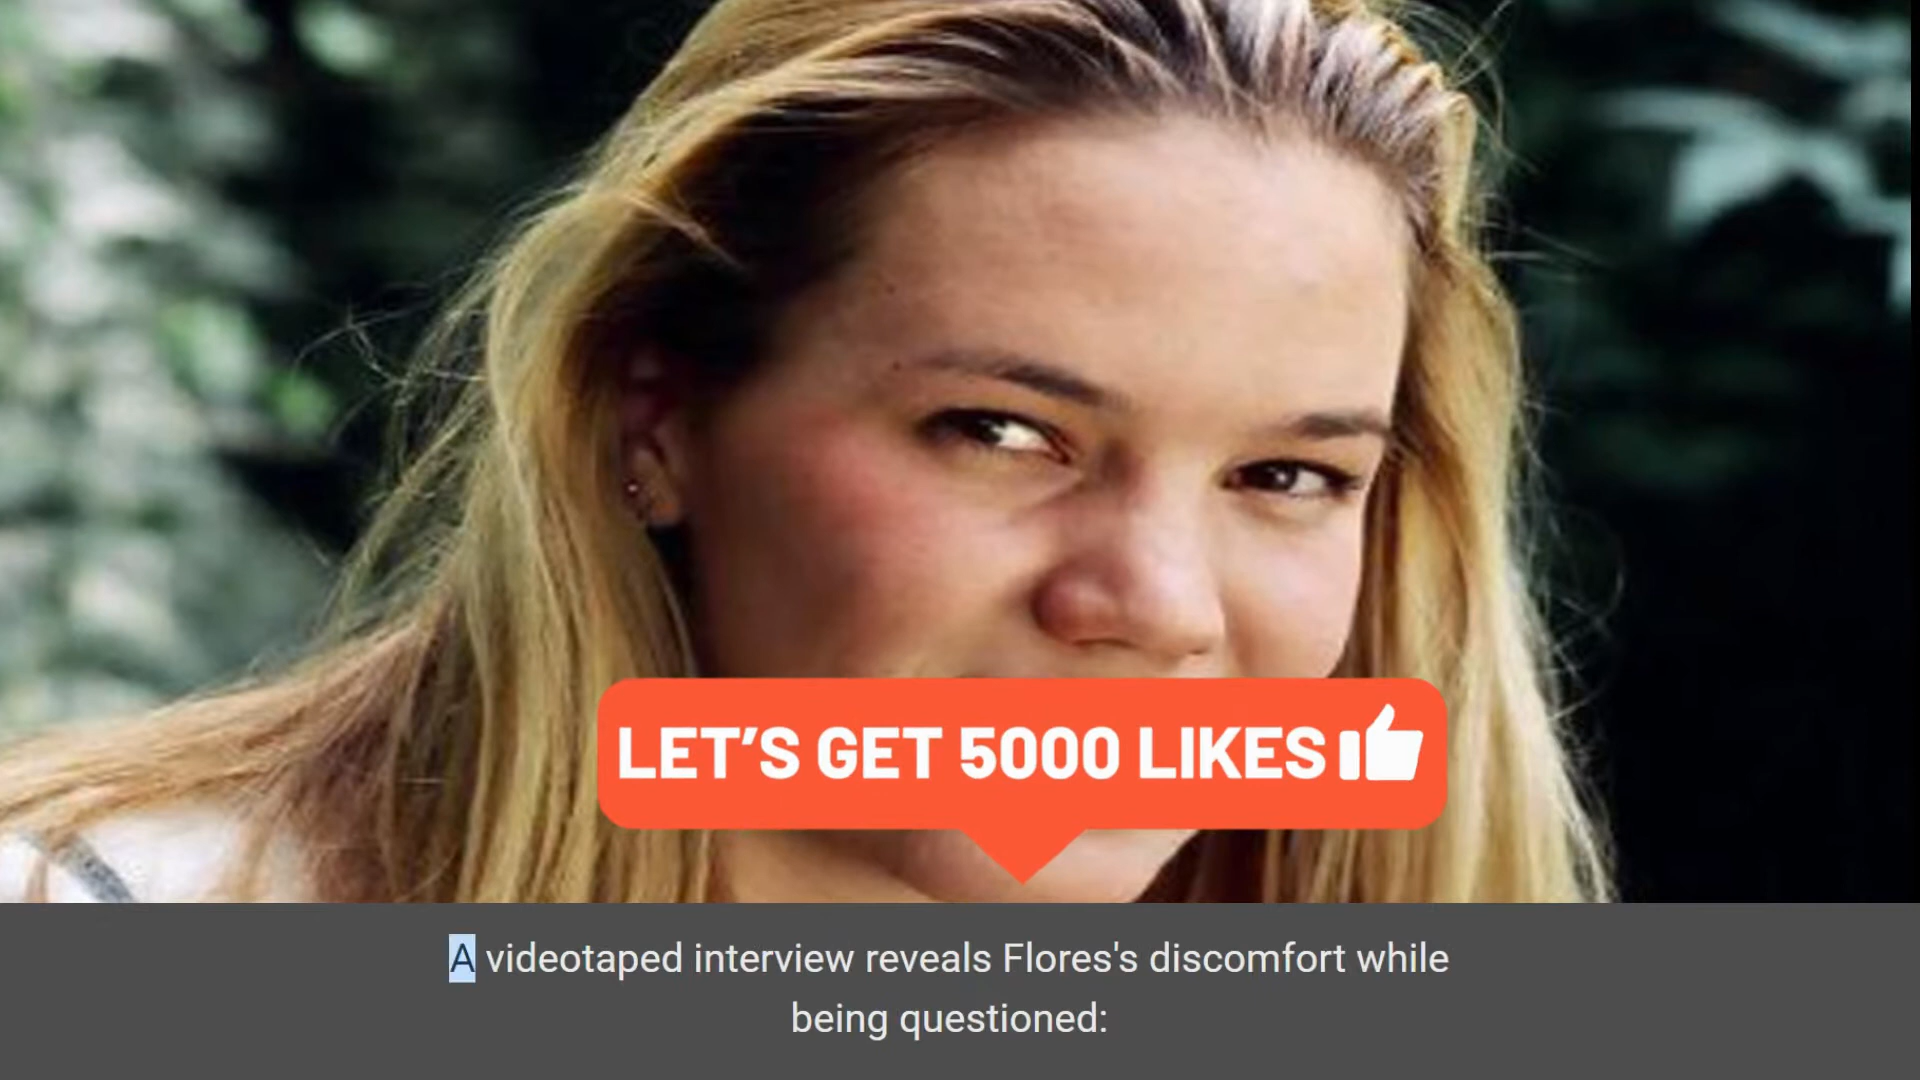 LET'S GET 5000 LIKES
A videotaped interview reveals Flores's discomfort while
being questioned: